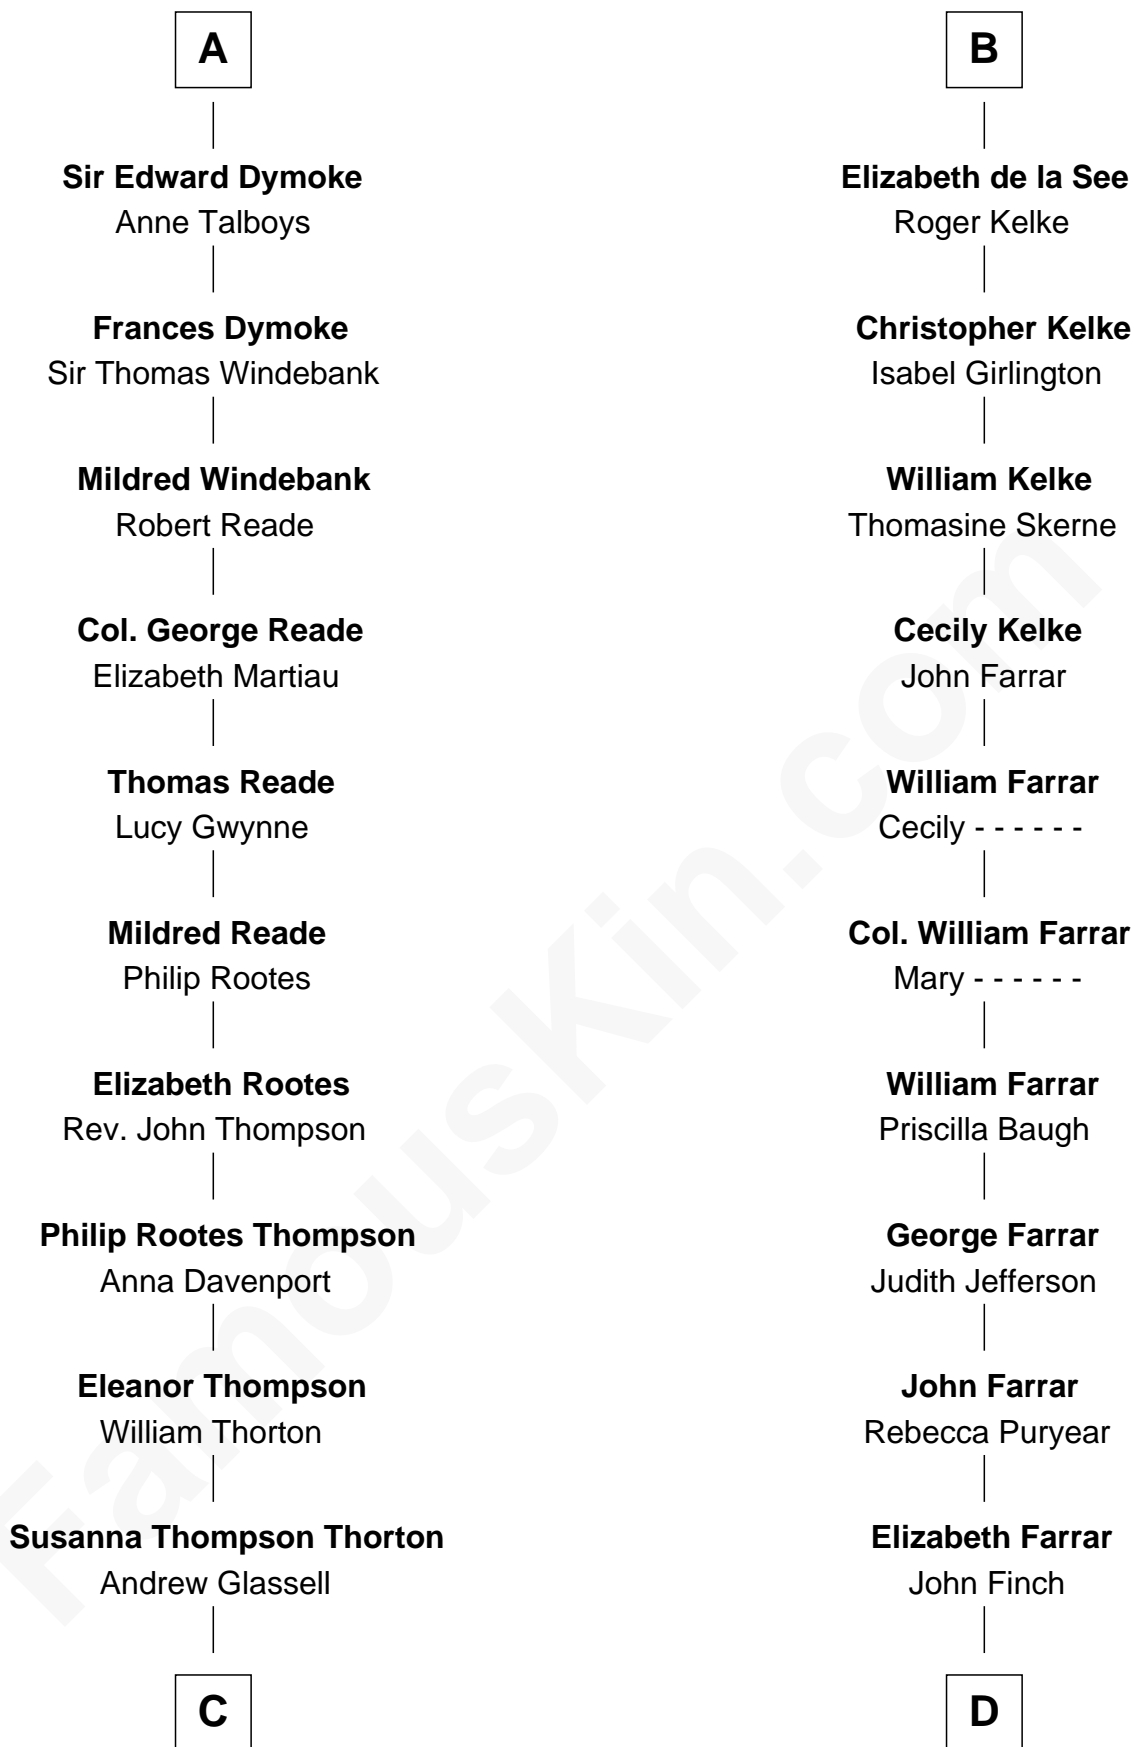 A
Sir Edward Dymoke
Anne Talboys
Frances Dymoke
Sir Thomas Windebank
Mildred Windebank
Robert Reade
Col. George Reade
Elizabeth Martiau
Thomas Reade
Lucy Gwynne
Mildred Reade
Philip Rootes
Elizabeth Rootes
Rev. John Thompson
Philip Rootes Thompson
Anna Davenport
Eleanor Thompson
William Thorton
Susanna Thompson Thorton
Andrew Glassell
C
B
Elizabeth de la See
Roger Kelke
Christopher Kelke
Isabel Girlington
William Kelke
Thomasine Skerne
Cecily Kelke
John Farrar
William Farrar
Cecily - - - - - -
Col. William Farrar
Mary - - - - - -
William Farrar
Priscilla Baugh
George Farrar
Judith Jefferson
John Farrar
Rebecca Puryear
Elizabeth Farrar
John Finch
D
FamousKin.com